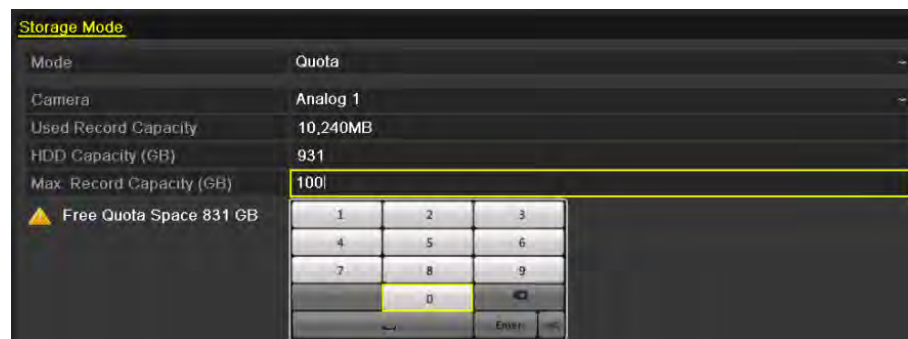 Storage Mode
Mode Quota
Camera Analog 1
Used Record Capacity 10,240MB
HDD Capacity (GB) 931
Max. Record Capacity (GB) 100
Free Quota Space 831 GB
1 2 3
4 5 6
7 8 9
0
Enter